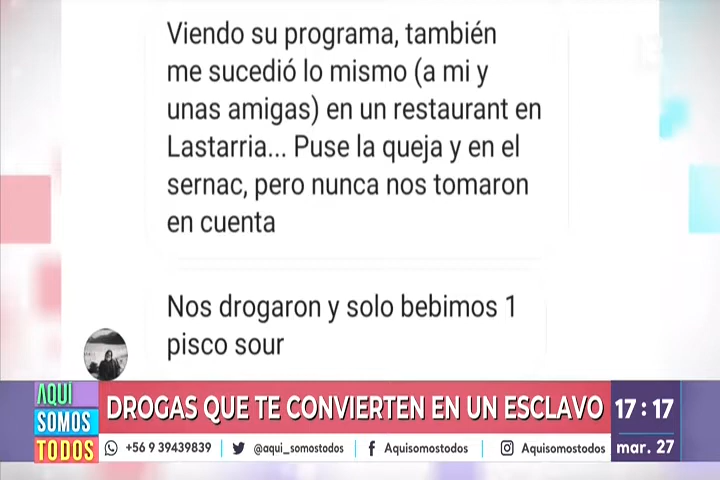 Viendo su programa, también
me sucedió lo mismo (a mi y
unas amigas) en un restaurant en
Lastarria... Puse la queja y en el
sernac, pero nunca nos tomaron
en cuenta
Nos drogaron y solo bebimos 1
pisco sour
AQUÍ
SOMOS
TODOS
DROGAS QUE TE CONVIERTEN EN UN ESCLAVO
17:17
+56 9 39439839
@aqui_somostodos
Aquisomostodos
Aquisomostodos
mar. 27